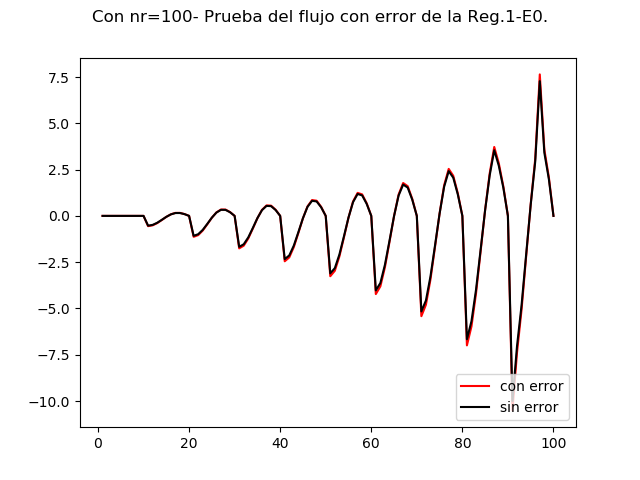 Con nr=100- Prueba del flujo con error de la Reg.1-E0.
7.5
5.0
2.5
0.0
−2.5
−5.0
−7.5
−10.0
con error
sin error
0 20 40 60 80 100